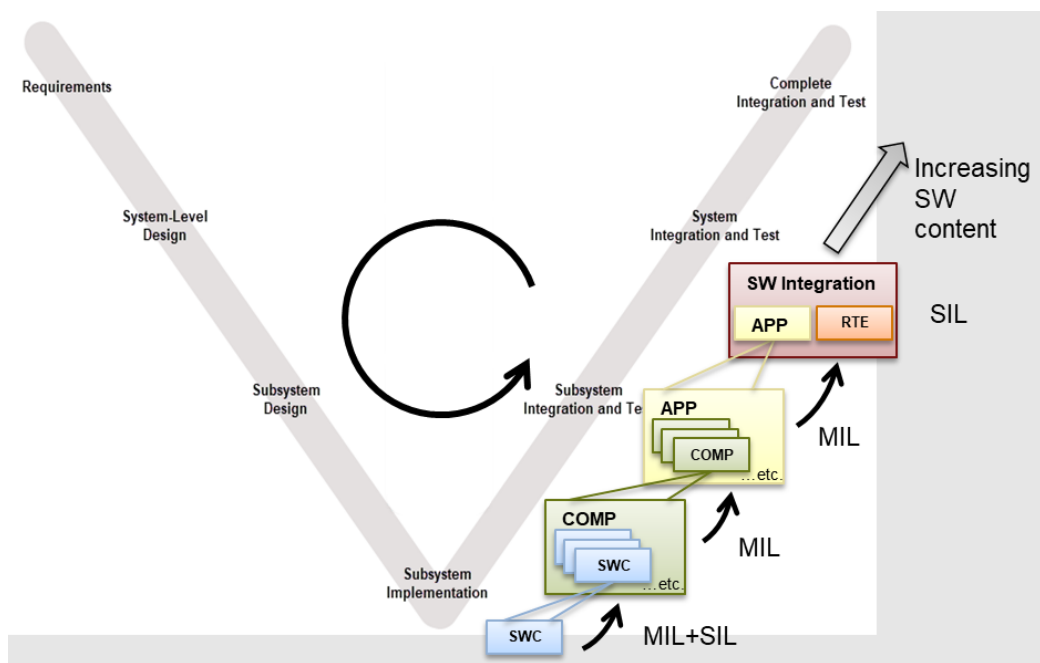 Requirements
Complete
Integration and Test
Increasing
SW
content
System-Level
Design
System
Integration and Test
SW Integration
APP
RTE
SIL
Subsystem
Design
Subsystem
Integration and Te
APP
COMP
...etc.
MIL
COMP
SWC
...etc.
MIL
Subsystem
Implementation
SWC
MIL+SIL